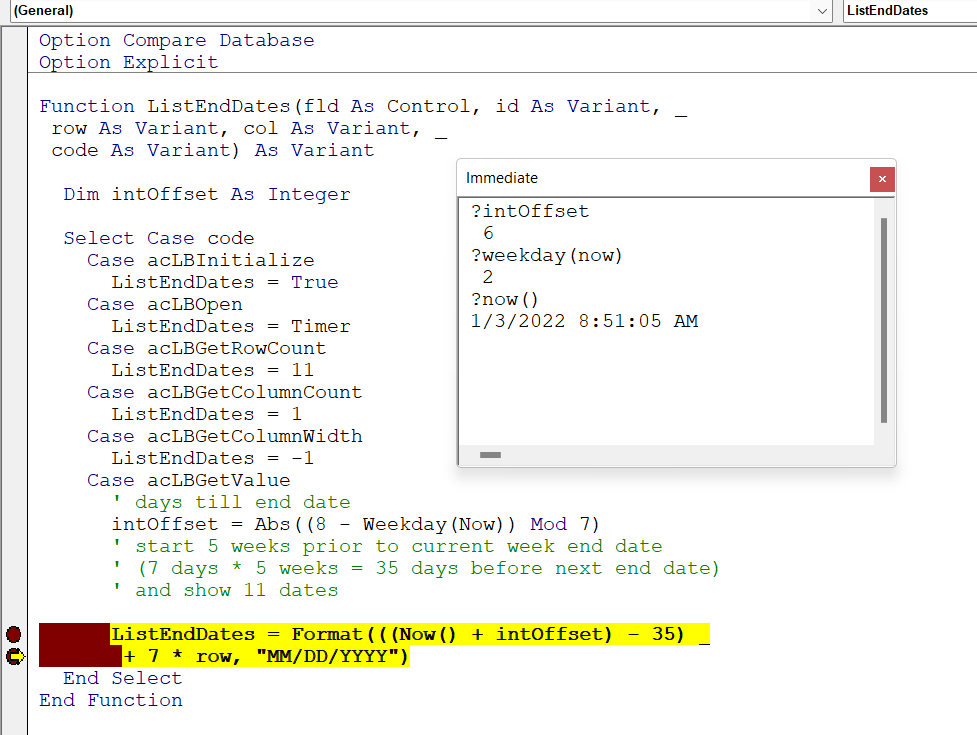 (General) ListEndDates
Option Compare Database
Option Explicit
Function ListEndDates(fld As Control, id As Variant, _
row As Variant, col As Variant, _
code As Variant) As Variant
Dim intOffset As Integer
Select Case code
Case acLBInitialize
ListEndDates = True
Case acLBOpen
ListEndDates = Timer
Case acLBGetRowCount
ListEndDates = 11
Case acLBGetColumnCount
ListEndDates = 1
Case acLBGetColumnWidth
ListEndDates = -1
Case acLBGetValue
' days till end date
intOffset = Abs((8 - Weekday(Now)) Mod 7)
' start 5 weeks prior to current week end date
' (7 days * 5 weeks = 35 days before next end date)
' and show 11 dates
ListEndDates = Format(((Now() + intOffset) - 35) _
+ 7 * row, "MM/DD/YYYY")
End Select
End Function
Immediate ×
?intOffset
6
?weekday(now)
2
?now()
1/3/2022 8:51:05 AM